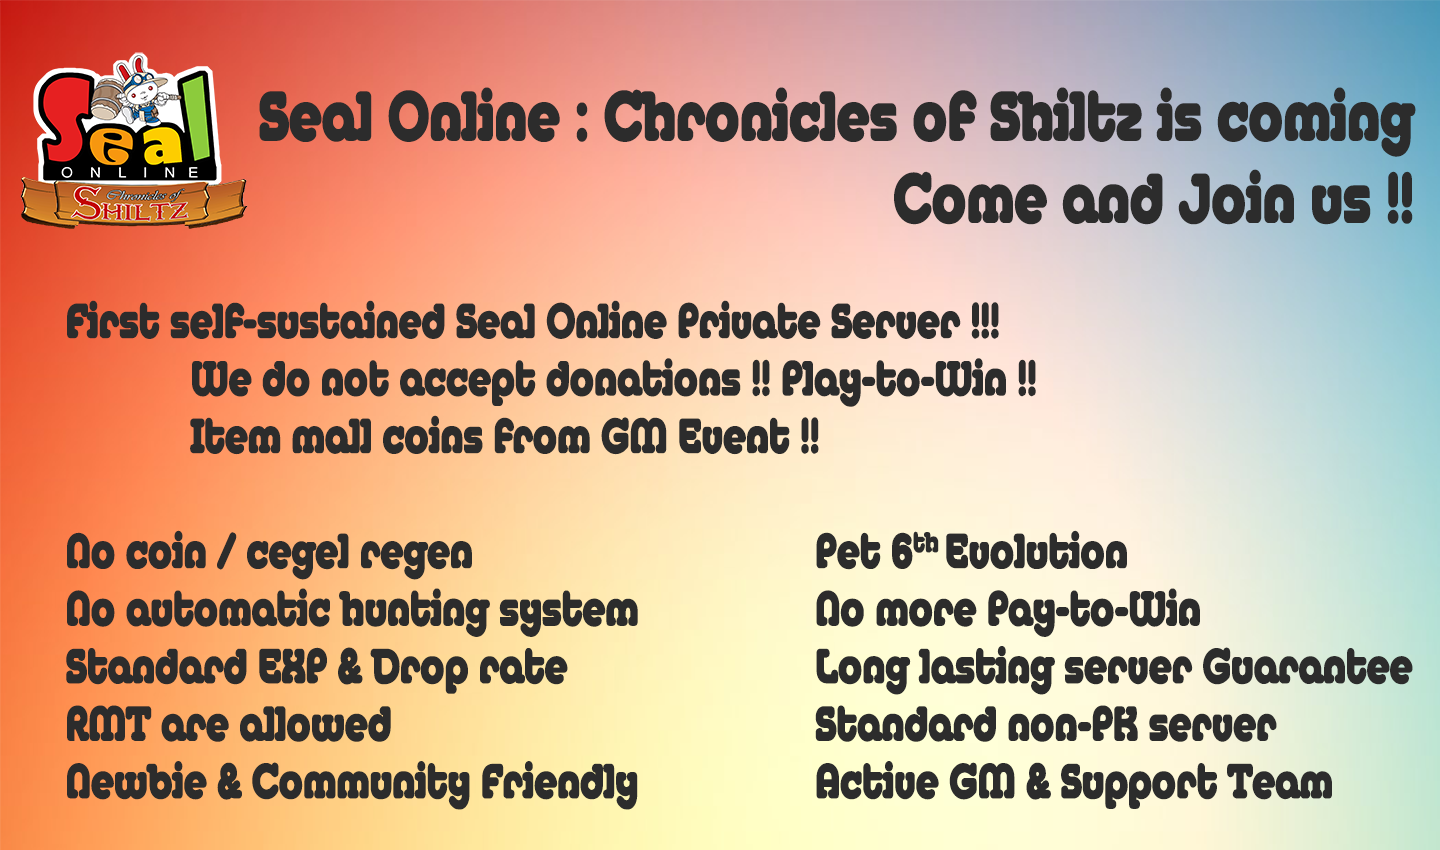 Seal
ONLINE
Chronicles of
SHILTZ
Seal Online : Chronicles of Shiltz is coming
Come and Join us !!
First self-sustained Seal Online Private Server !!!
We do not accept donations !! Play-to-Win !!
Item mall coins from GM Event !!
No coin / cegel regen
No automatic hunting system
Standard EXP & Drop rate
RMT are allowed
Newbie & Community Friendly
Pet 6th Evolution
No more Pay-to-Win
Long lasting server Guarantee
Standard non-PK server
Active GM & Support Team